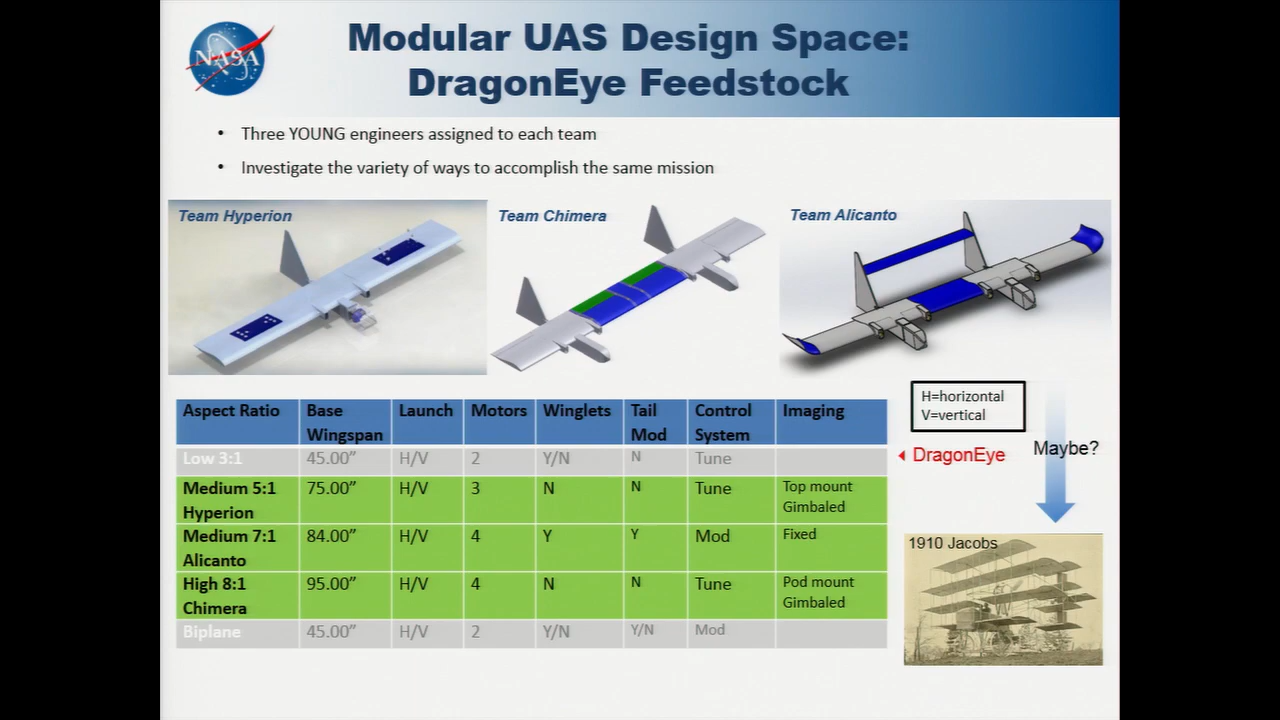 NASA
Modular UAS Design Space:
DragonEye Feedstock
• Three YOUNG engineers assigned to each team
• Investigate the variety of ways to accomplish the same mission
Team Hyperion
Team Chimera
Team Alicanto
Aspect Ratio Base Wingspan Launch Motors Winglets Tail Mod Control System Imaging
Low 3:1 45.00” H/V 2 Y/N N Tune
Medium 5:1 Hyperion 75.00” H/V 3 N N Tune Top mount Gimbaled
Medium 7:1 Alicanto 84.00” H/V 4 Y Y Mod Fixed
High 8:1 Chimera 95.00” H/V 4 N N Tune Pod mount Gimbaled
Biplane 45.00” H/V 2 Y/N Y/N Mod
H=horizontal
V=vertical
DragonEye
Maybe?
1910 Jacobs